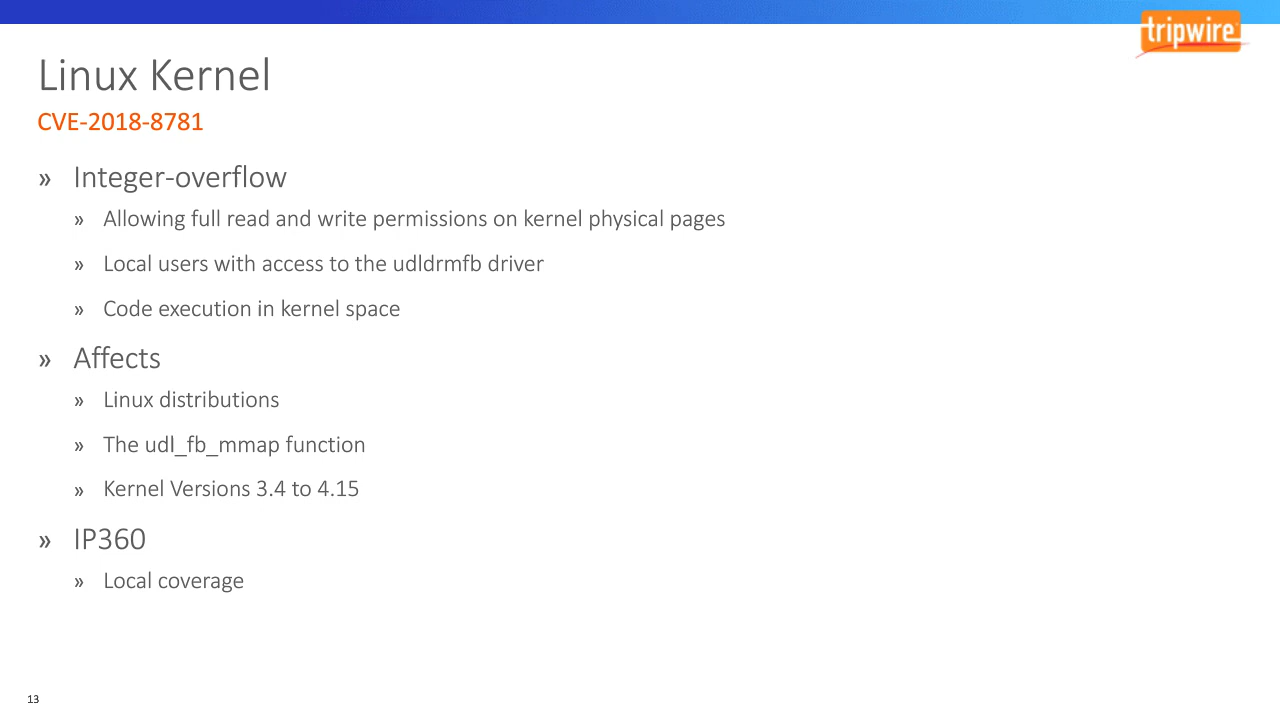 tripwire
Linux Kernel
CVE-2018-8781
» Integer-overflow
» Allowing full read and write permissions on kernel physical pages
» Local users with access to the udldrmfb driver
» Code execution in kernel space
» Affects
» Linux distributions
» The udl_fb_mmap function
» Kernel Versions 3.4 to 4.15
» IP360
» Local coverage
13